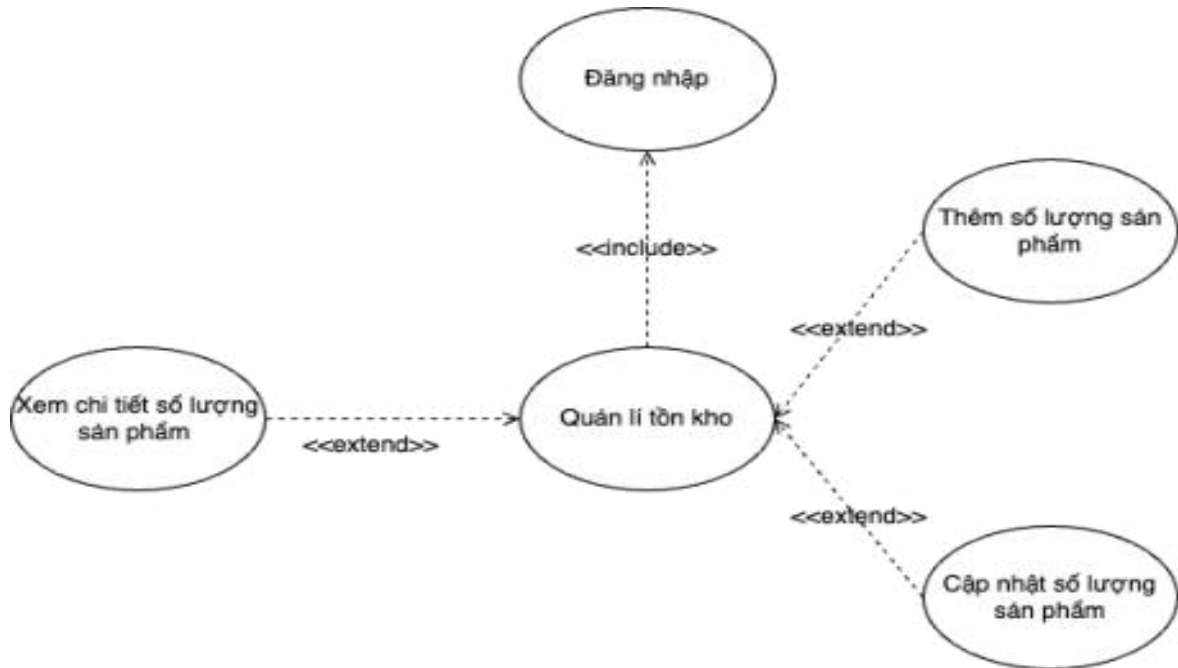 Đăng nhập
Thêm số lượng sản
phẩm
<<include>>
<<extend>>
Xem chi tiết số lượng
sản phẩm
<<extend>>
Quản lí tồn kho
<<extend>>
Cập nhật số lượng
sản phẩm